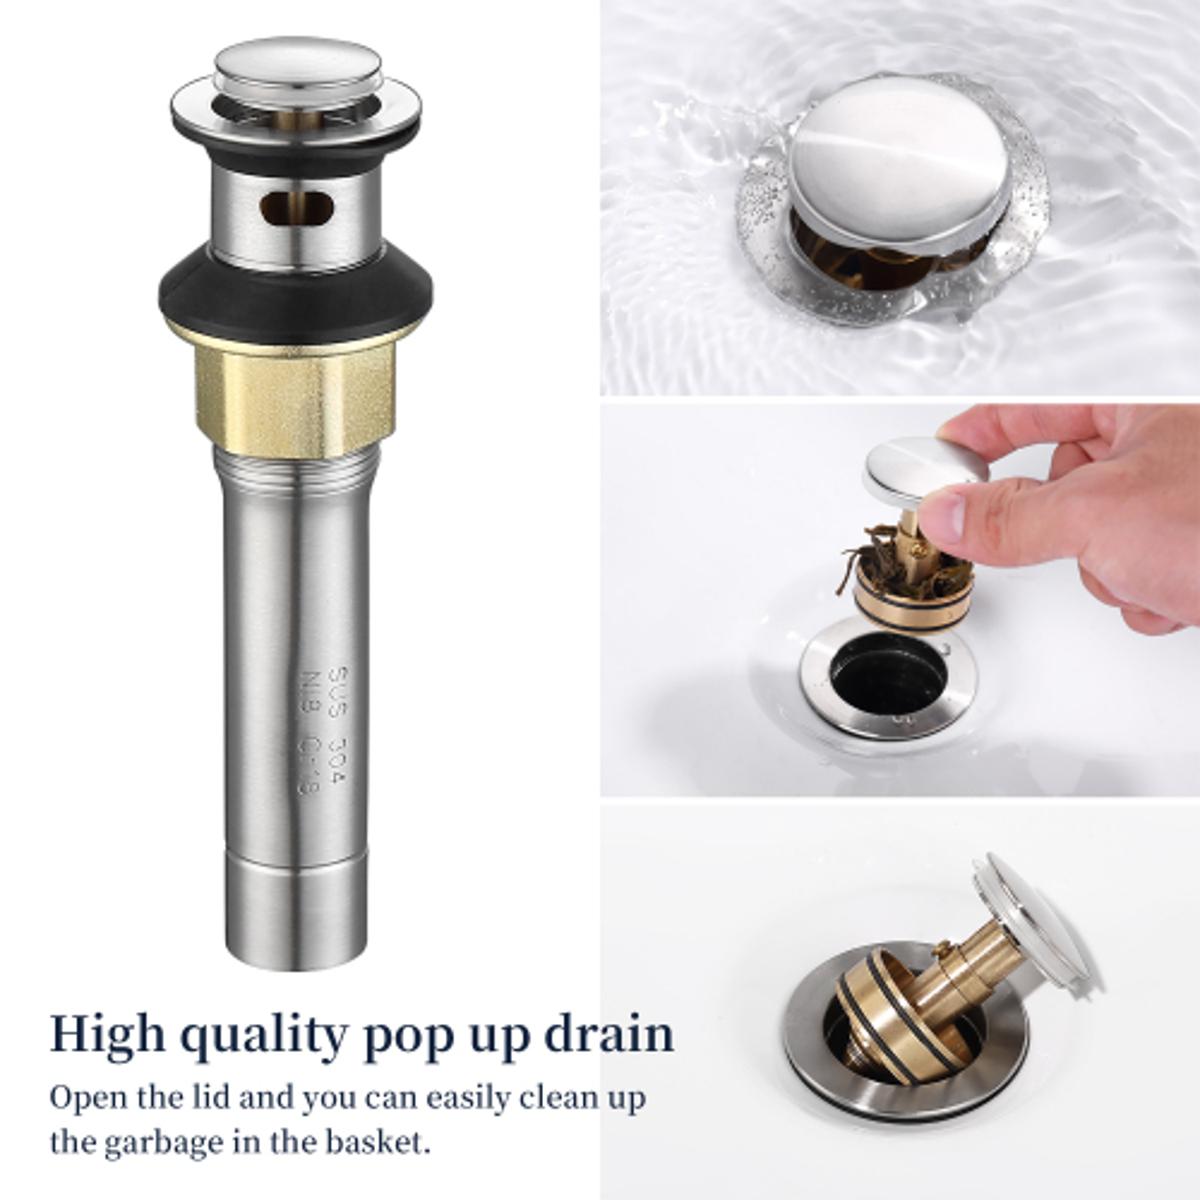 SUS 304
Ni8 Cr18
High quality pop up drain
Open the lid and you can easily clean up
the garbage in the basket.